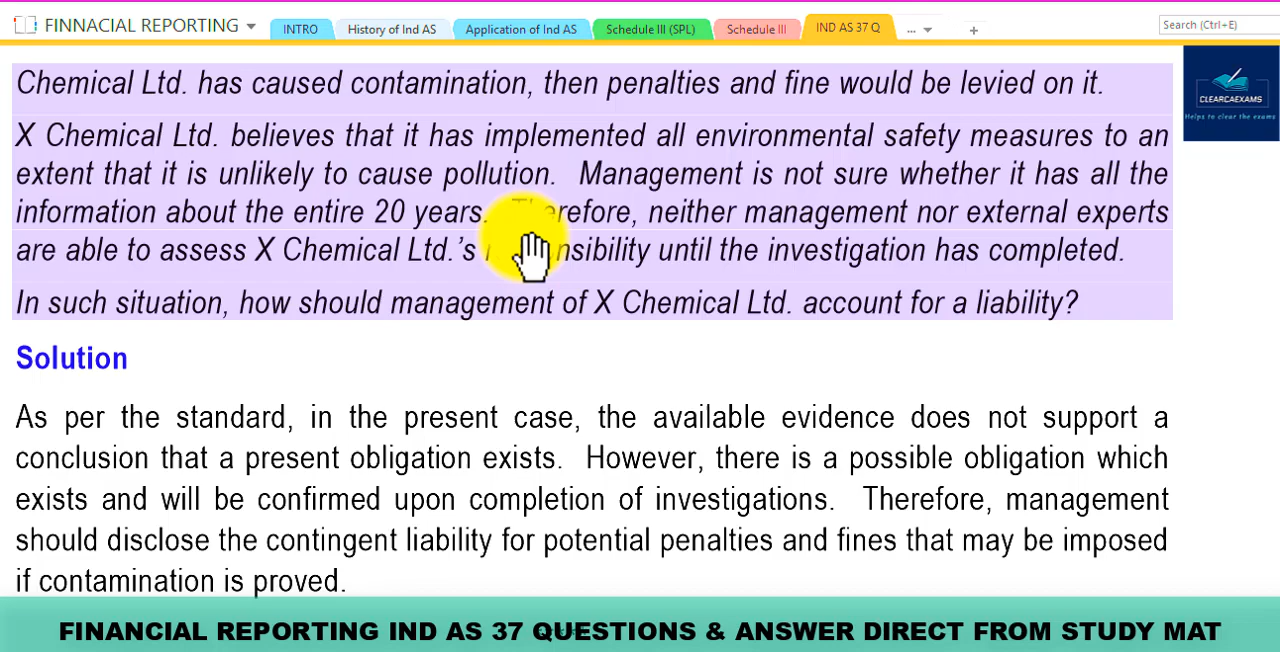 FINNACIAL REPORTING
INTRO
History of Ind AS
Application of Ind AS
Schedule III (SPL)
Schedule III
IND AS 37 Q
...
+
Search (Ctrl+E)
CLEARCAEXAMS
Helps to clear the exams
Chemical Ltd. has caused contamination, then penalties and fine would be levied on it.
X Chemical Ltd. believes that it has implemented all environmental safety measures to an
extent that it is unlikely to cause pollution. Management is not sure whether it has all the
information about the entire 20 years. Therefore, neither management nor external experts
are able to assess X Chemical Ltd.'s responsibility until the investigation has completed.
In such situation, how should management of X Chemical Ltd. account for a liability?
Solution
As per the standard, in the present case, the available evidence does not support a
conclusion that a present obligation exists. However, there is a possible obligation which
exists and will be confirmed upon completion of investigations. Therefore, management
should disclose the contingent liability for potential penalties and fines that may be imposed
if contamination is proved.
FINANCIAL REPORTING IND AS 37 QUESTIONS & ANSWER DIRECT FROM STUDY MAT